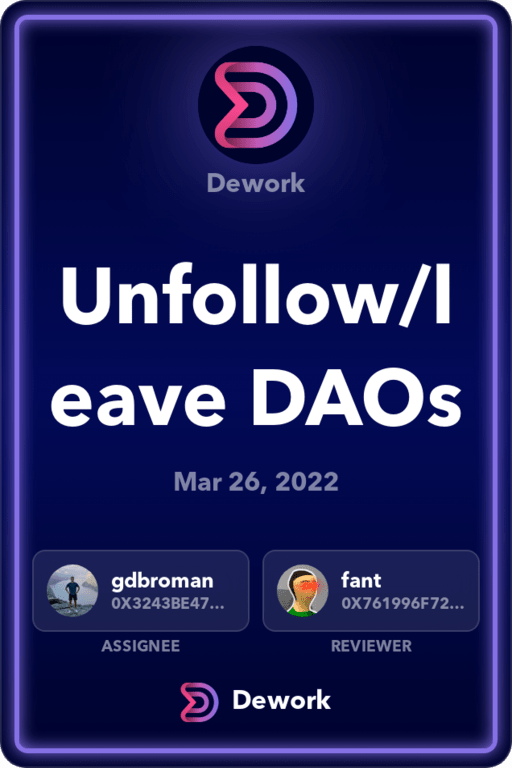 Dework
Unfollow/l
eave DAOs
Mar 26, 2022
gdbroman
0X3243BE47...
fant
0X761996F72...
ASSIGNEE
REVIEWER
Dework